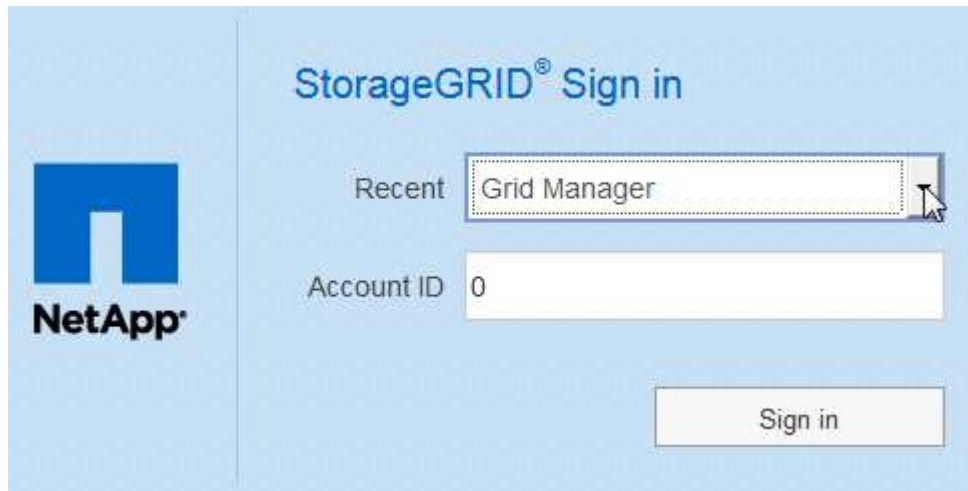 StorageGRID® Sign in
Recent Grid Manager
Account ID 0
NetApp®
Sign in